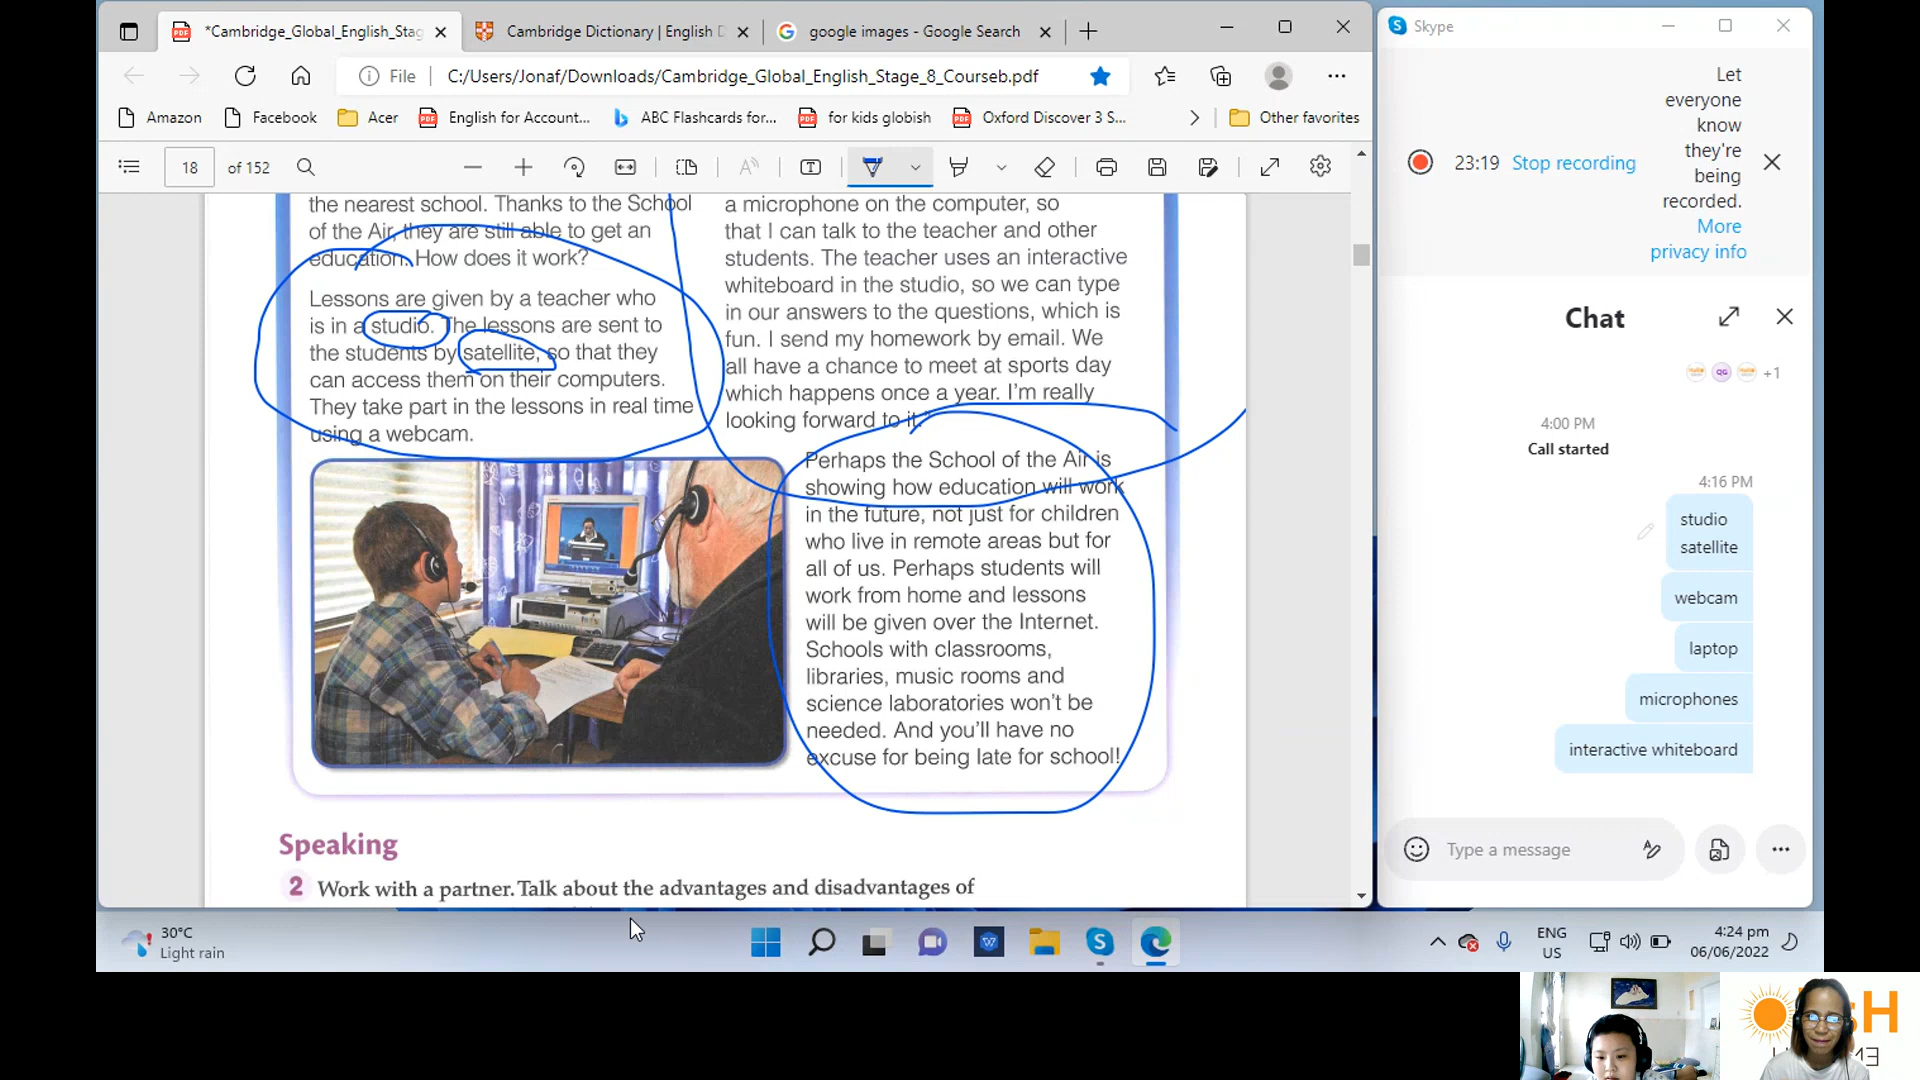 *Cambridge_Global_English_Stag
Cambridge Dictionary | English D
google images - Google Search
File
C:/Users/Jonaf/Downloads/Cambridge_Global_English_Stage_8_Courseb.pdf
Amazon
Facebook
Acer
English for Account...
ABC Flashcards for...
for kids globish
Oxford Discover 3 S...
Other favorites
18 of 152
the nearest school. Thanks to the School
of the Air, they are still able to get an
education. How does it work?
Lessons are given by a teacher who
is in a studio. The lessons are sent to
the students by satellite, so that they
can access them on their computers.
They take part in the lessons in real time
using a webcam.
a microphone on the computer, so
that I can talk to the teacher and other
students. The teacher uses an interactive
whiteboard in the studio, so we can type
in our answers to the questions, which is
fun. I send my homework by email. We
all have a chance to meet at sports day
which happens once a year. I'm really
looking forward to it.
Perhaps the School of the Air is
showing how education will work
in the future, not just for children
who live in remote areas but for
all of us. Perhaps students will
work from home and lessons
will be given over the Internet.
Schools with classrooms,
libraries, music rooms and
science laboratories won't be
needed. And you'll have no
excuse for being late for school!
Speaking
2 Work with a partner. Talk about the advantages and disadvantages of
Skype
23:19 Stop recording
Let
everyone
know
they're
being
recorded.
More
privacy info
Chat
QG
+1
4:00 PM
Call started
4:16 PM
studio
satellite
webcam
laptop
microphones
interactive whiteboard
Type a message
30°C
Light rain
ENG
US
4:24 pm
06/06/2022